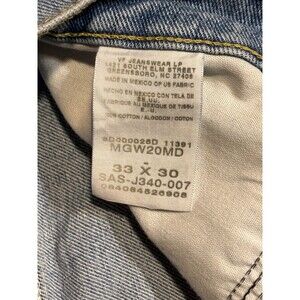 VF JEANSWEAR LP
1421 SOUTH ELM STREET
GREENSBORO, NC 27406
MADE IN MEXICO OF US FABRIC
HECHO EN MEXICO CON TELA DE
EE.UU.
FABRIQUE AU MEXIQUE DE TISSU
E.-U
COTTON / ALGODON / COTON
11391
MGW20MD
33 X 30
SAS-J340-007